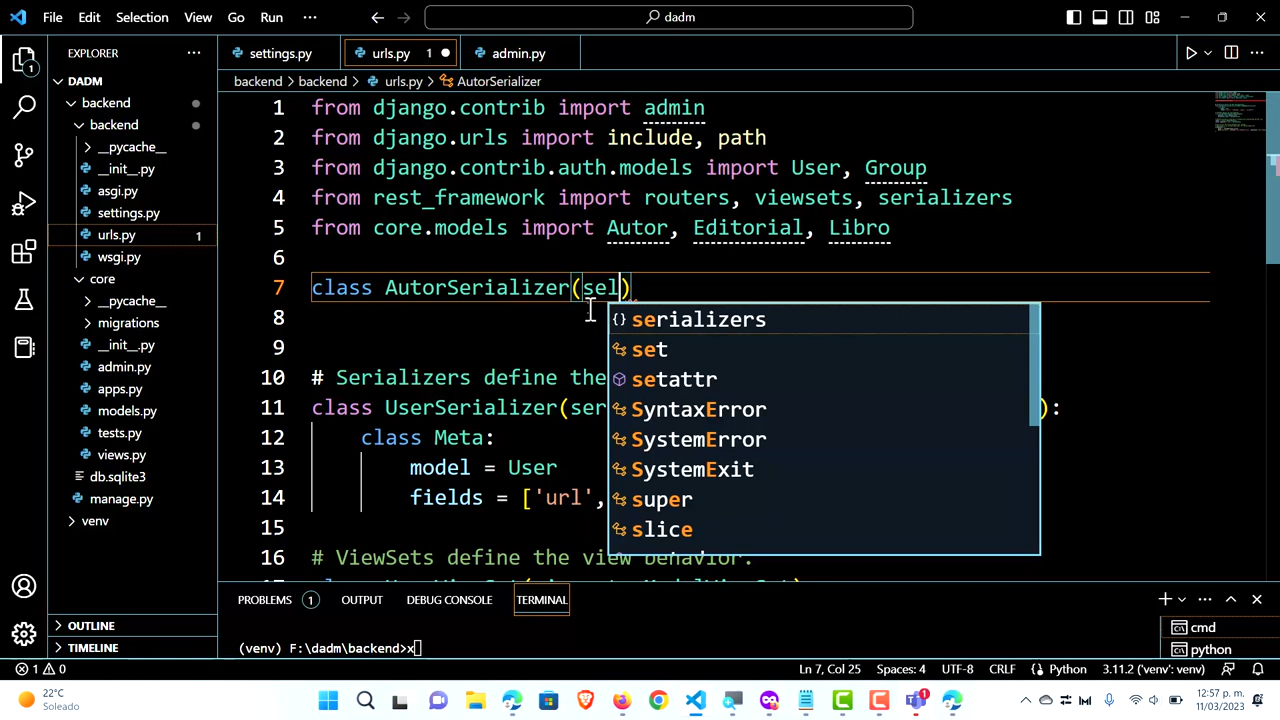 File Edit Selection View Go Run ··· dadm
EXPLORER ···
DADM
backend
backend
__pycache__
__init__.py
asgi.py
settings.py
urls.py 1
wsgi.py
core
__pycache__
migrations
__init__.py
admin.py
apps.py
models.py
tests.py
views.py
db.sqlite3
manage.py
venv
OUTLINE
TIMELINE
settings.py urls.py 1 admin.py
backend > backend > urls.py > AutorSerializer
1 from django.contrib import admin
2 from django.urls import include, path
3 from django.contrib.auth.models import User, Group
4 from rest_framework import routers, viewsets, serializers
5 from core.models import Autor, Editorial, Libro
6
7 class AutorSerializer(sel)
8
9
10 # Serializers define the
11 class UserSerializer(ser ):
12 class Meta:
13 model = User
14 fields = ['url',
15
16 # ViewSets define the view behavior.
serializers
set
setattr
SyntaxError
SystemError
SystemExit
super
slice
PROBLEMS 1 OUTPUT DEBUG CONSOLE TERMINAL
(venv) F:\dadm\backend>x
cmd
python
1 0 Ln 7, Col 25 Spaces: 4 UTF-8 CRLF Python 3.11.2 ('venv': venv)
22°C
Soleado
1
12:57 p. m.
11/03/2023